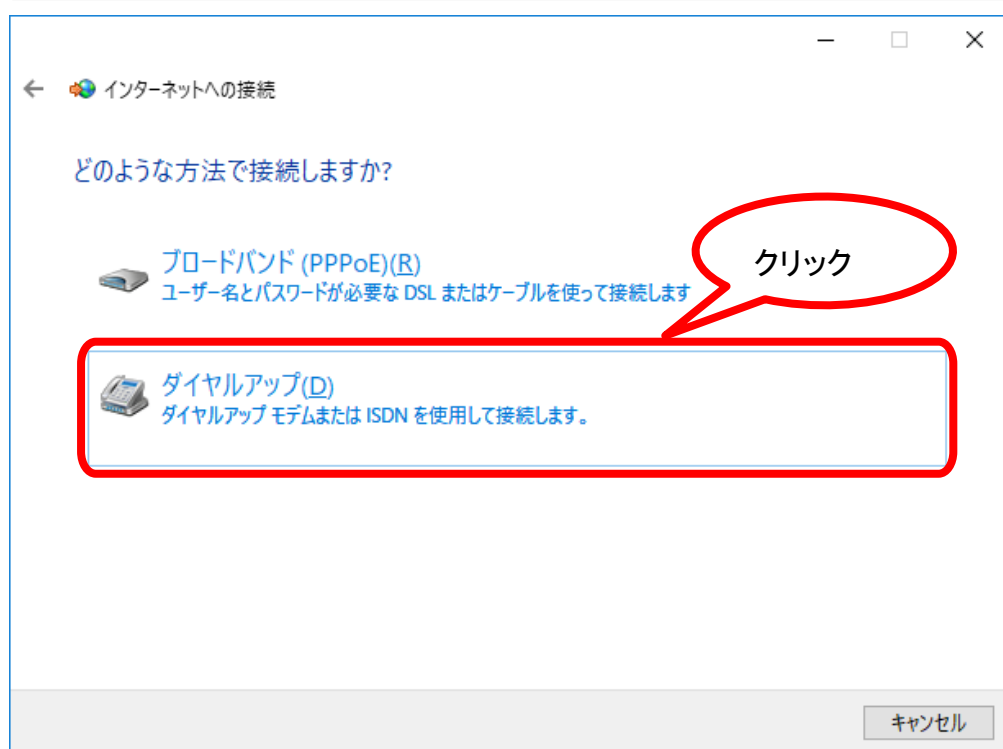 インターネットへの接続
どのような方法で接続しますか?
クリック
ブロードバンド (PPPoE)(R)
ユーザー名とパスワードが必要な DSL またはケーブルを使って接続します
ダイヤルアップ(D)
ダイヤルアップ モデムまたは ISDN を使用して接続します。
キャンセル